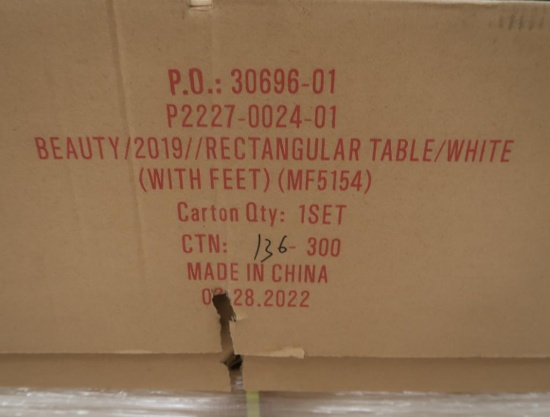 P.O.: 30696-01
P2227-0024-01
BEAUTY/2019//RECTANGULAR TABLE/WHITE
(WITH FEET) (MF5154)
Carton Qty: 1SET
CTN: 136- 300
MADE IN CHINA